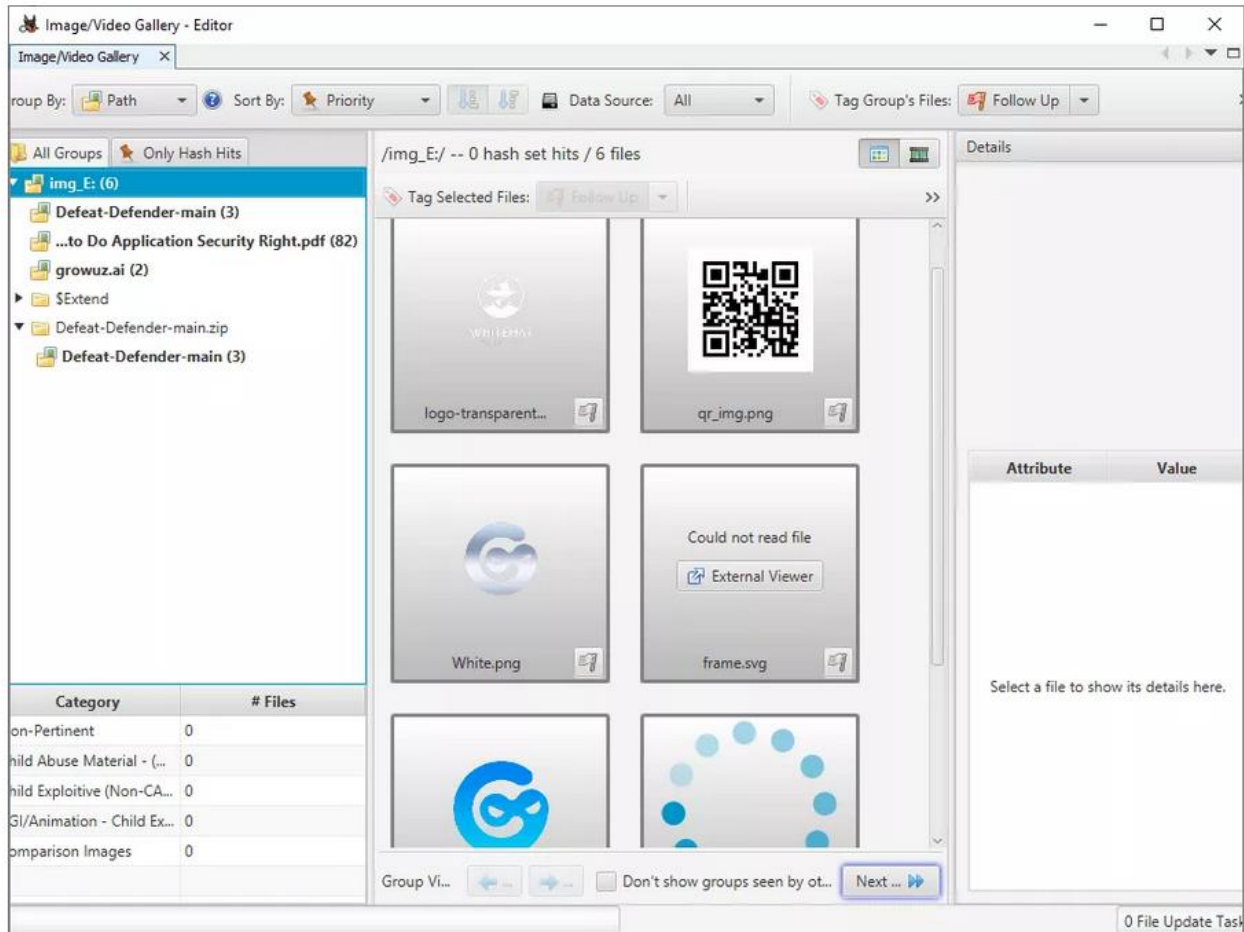 Image/Video Gallery - Editor
Image/Video Gallery
roup By: Path Sort By: Priority Data Source: All Tag Group's Files: Follow Up
All Groups Only Hash Hits
/img_E:/ -- 0 hash set hits / 6 files
Details
img_E: (6)
Tag Selected Files: Follow Up
Defeat-Defender-main (3)
...to Do Application Security Right.pdf (82)
growuz.ai (2)
$Extend
Defeat-Defender-main.zip
Defeat-Defender-main (3)
WHITEHAT
logo-transparent...
qr_img.png
Attribute Value
Could not read file
External Viewer
White.png
frame.svg
Select a file to show its details here.
Category # Files
on-Pertinent 0
hild Abuse Material - (... 0
hild Exploitive (Non-CA... 0
GI/Animation - Child Ex... 0
omparison Images 0
Group Vi... Don't show groups seen by ot... Next ...
0 File Update Task